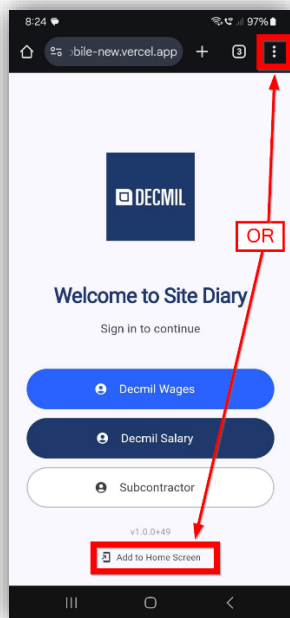 8:24 97%
obile-new.vercel.app 3
DECMIL
OR
Welcome to Site Diary
Sign in to continue
Decmil Wages
Decmil Salary
Subcontractor
v1.0.0+49
Add to Home Screen